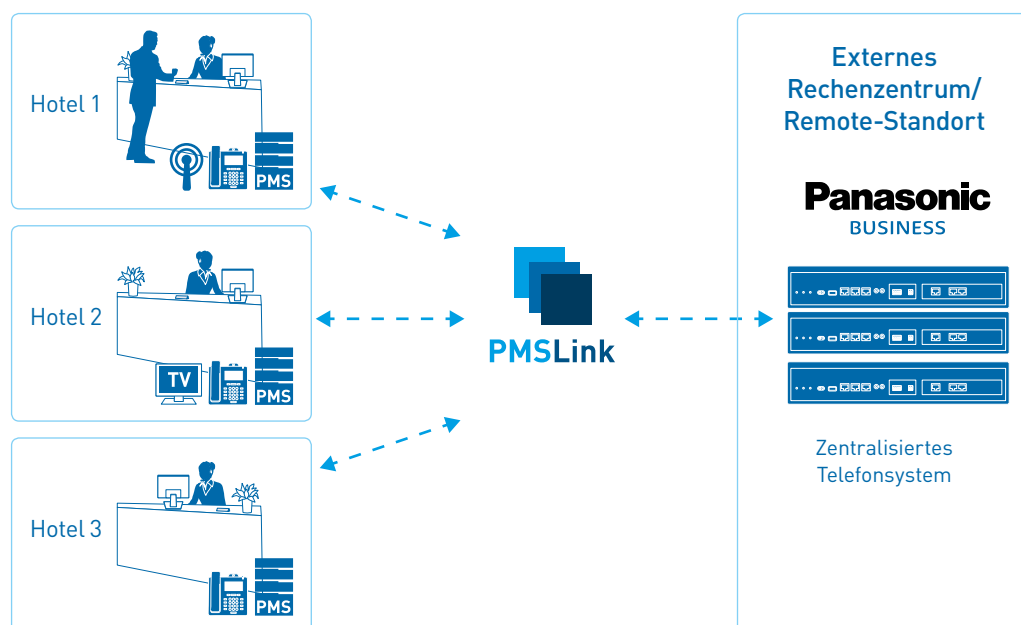 Hotel 1
PMS
Hotel 2
TV
PMS
Hotel 3
PMS
PMSLink
Externes
Rechenzentrum/
Remote-Standort
Panasonic
BUSINESS
Zentralisiertes
Telefonsystem